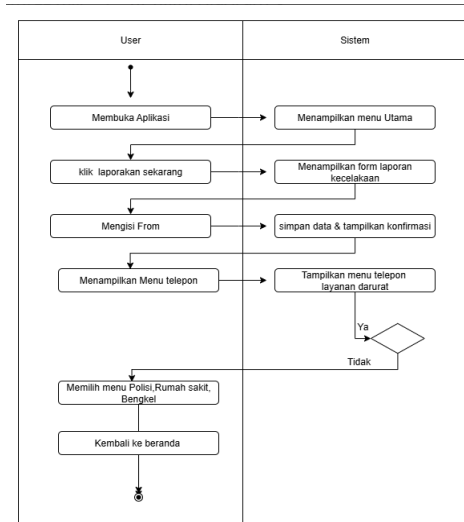 User
Sistem
Membuka Aplikasi
Menampilkan menu Utama
klik laporakan sekarang
Menampilkan form laporan
kecelakaan
Mengisi From
simpan data & tampilkan konfirmasi
Menampilkan Menu telepon
Tampilkan menu telepon
layanan darurat
Ya
Tidak
Memilih menu Polisi,Rumah sakit,
Bengkel
Kembali ke beranda